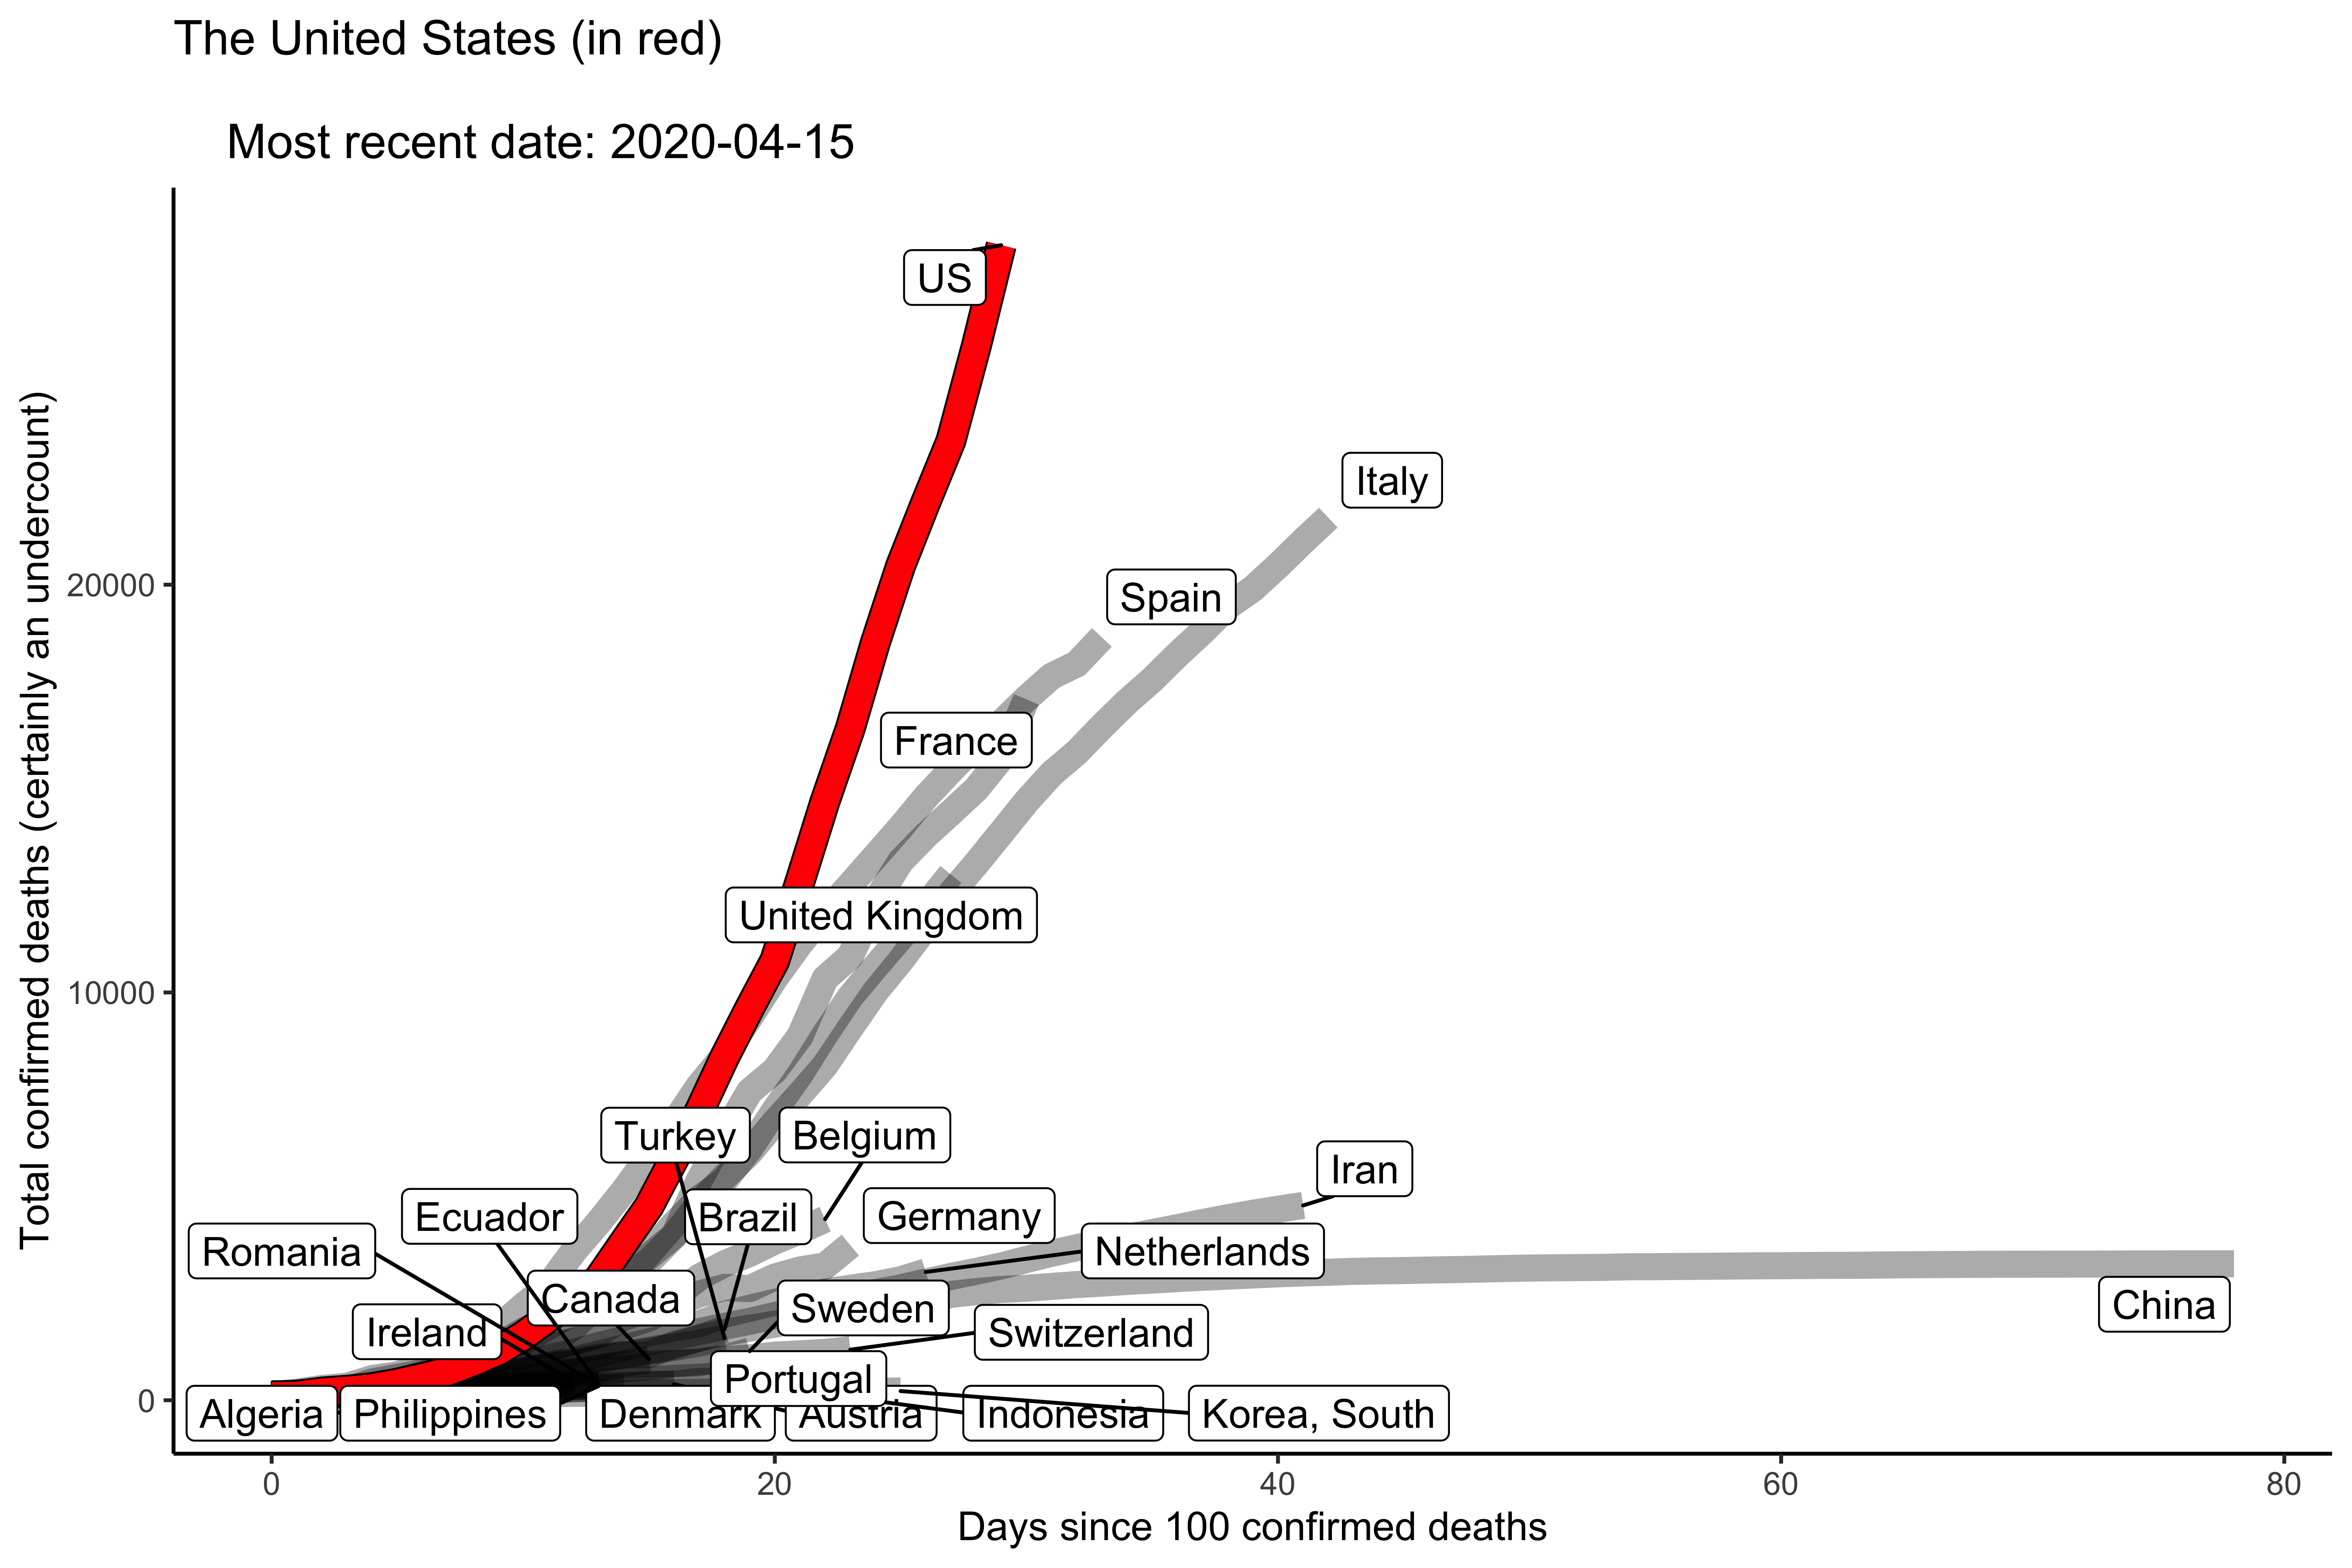 The United States (in red)
Most recent date: 2020-04-15
Total confirmed deaths (certainly an undercount)
20000
10000
0
US
Italy
Spain
France
United Kingdom
Turkey
Belgium
Iran
Ecuador
Brazil
Germany
Romania
Netherlands
Canada
Sweden
China
Ireland
Switzerland
Portugal
Algeria
Philippines
Denmark
Austria
Indonesia
Korea, South
0
20
40
60
80
Days since 100 confirmed deaths